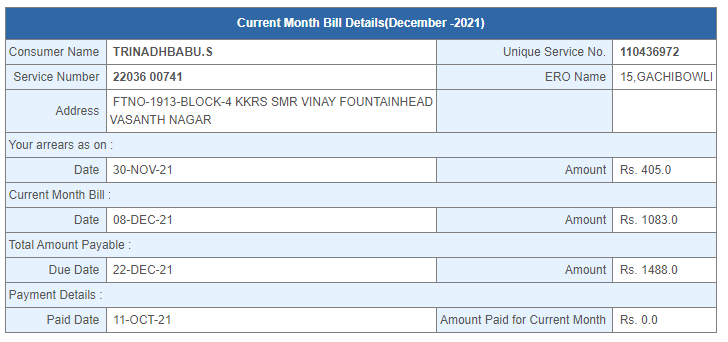 Current Month Bill Details(December -2021)
Consumer Name TRINADHBABU.S Unique Service No. 110436972
Service Number 22036 00741 ERO Name 15,GACHIBOWLI
Address FTNO-1913-BLOCK-4 KKRS SMR VINAY FOUNTAINHEAD
VASANTH NAGAR
Your arrears as on :
Date 30-NOV-21 Amount Rs. 405.0
Current Month Bill :
Date 08-DEC-21 Amount Rs. 1083.0
Total Amount Payable :
Due Date 22-DEC-21 Amount Rs. 1488.0
Payment Details :
Paid Date 11-OCT-21 Amount Paid for Current Month Rs. 0.0